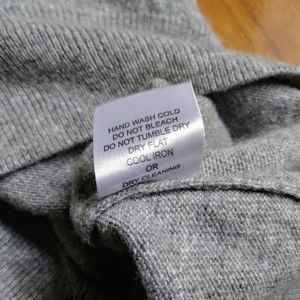 HAND WASH COLD
DO NOT BLEACH
DO NOT TUMBLE DRY
DRY FLAT
COOL IRON
OR
DRY CLEANING